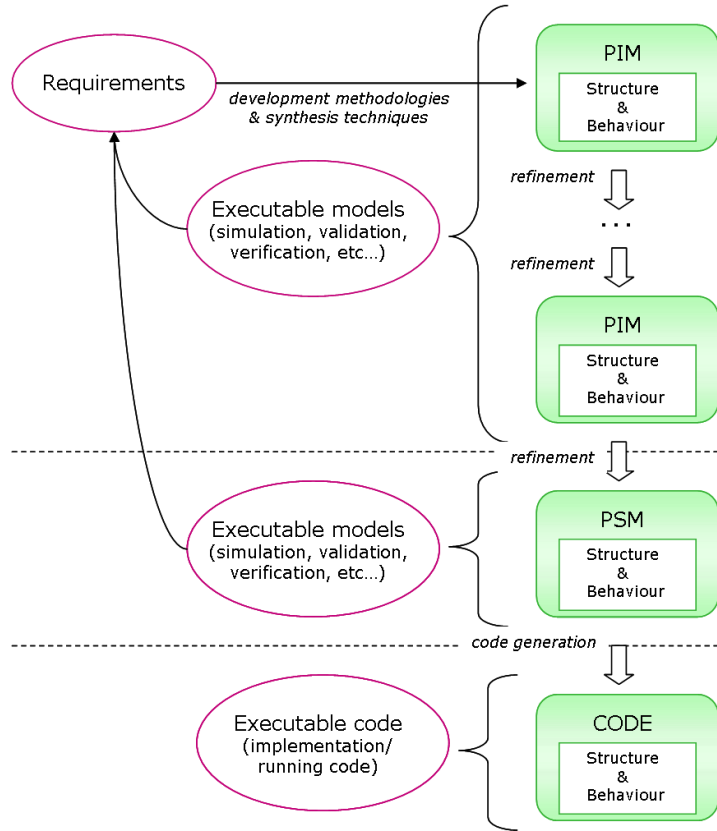 Requirements
development methodologies
& synthesis techniques
PIM
Structure
&
Behaviour
refinement
...
Executable models
(simulation, validation,
verification, etc...)
refinement
PIM
Structure
&
Behaviour
refinement
Executable models
(simulation, validation,
verification, etc...)
PSM
Structure
&
Behaviour
code generation
Executable code
(implementation/
running code)
CODE
Structure
&
Behaviour